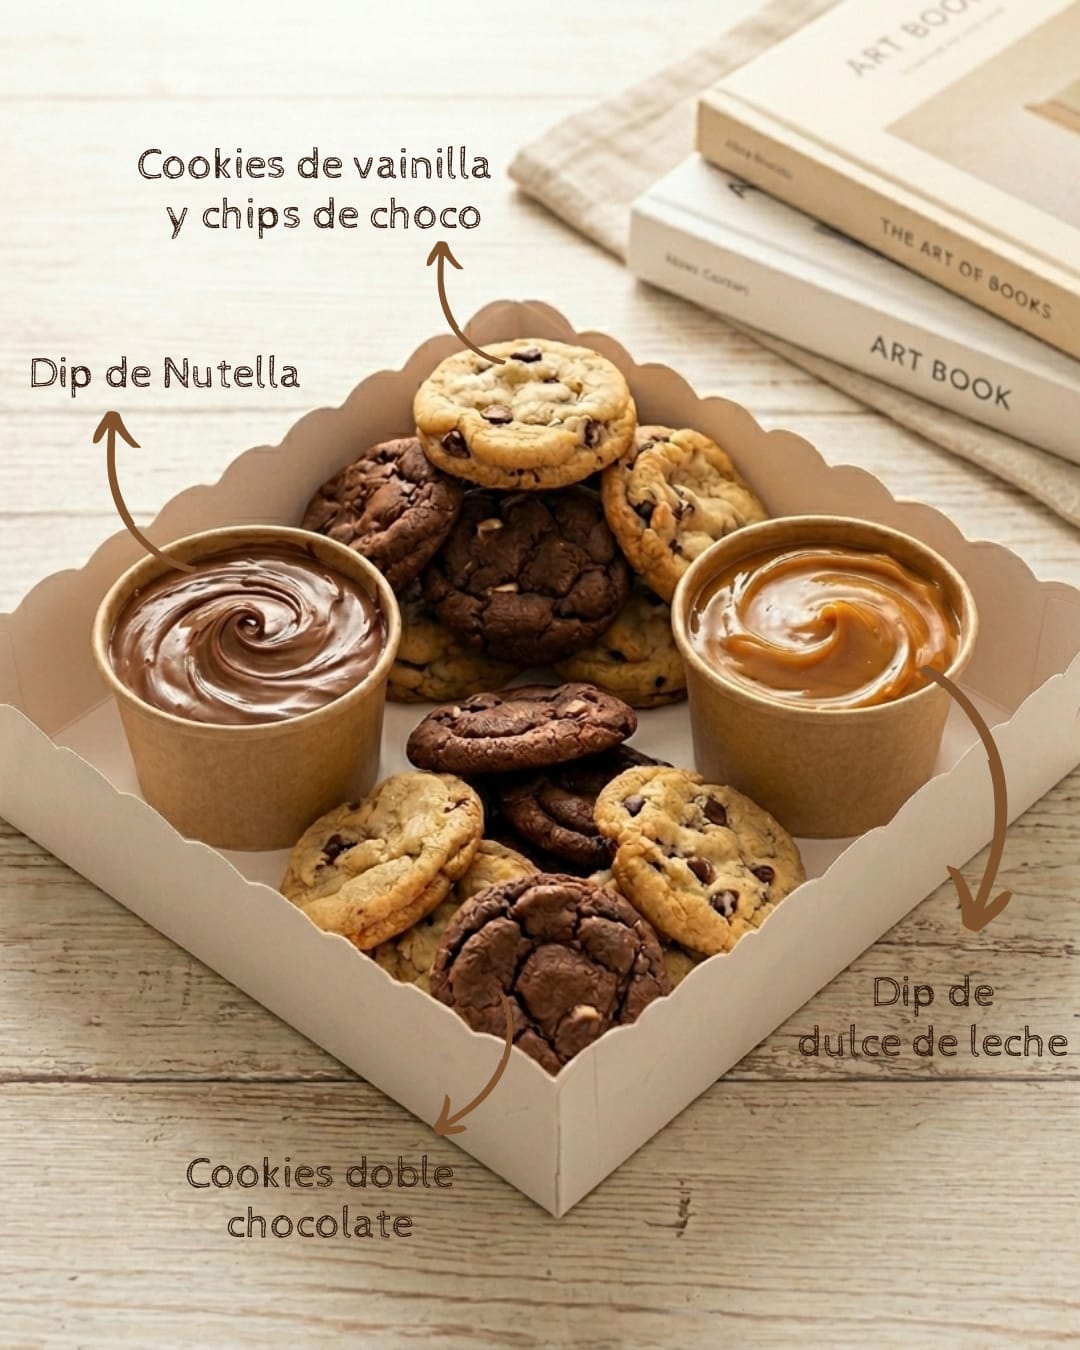 ART BOO
Cookies de vainilla
y chips de choco
THE ART OF BOOKS
ART BOOK
Dip de Nutella
Dip de
dulce de leche
Cookies doble
chocolate